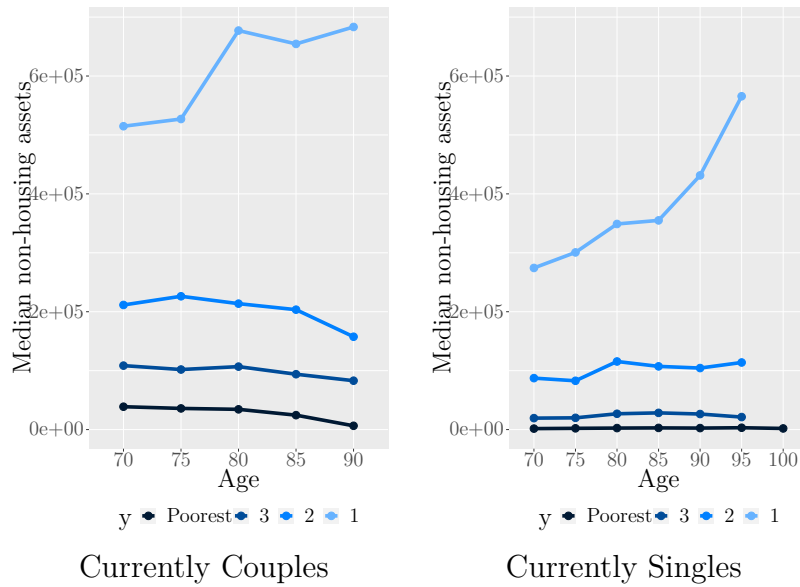 Median non-housing assets
6e+05
4e+05
2e+05
0e+00
70 75 80 85 90
Age
y Poorest 3 2 1
Currently Couples
Median non-housing assets
6e+05
4e+05
2e+05
0e+00
70 75 80 85 90 95 100
Age
y Poorest 3 2 1
Currently Singles